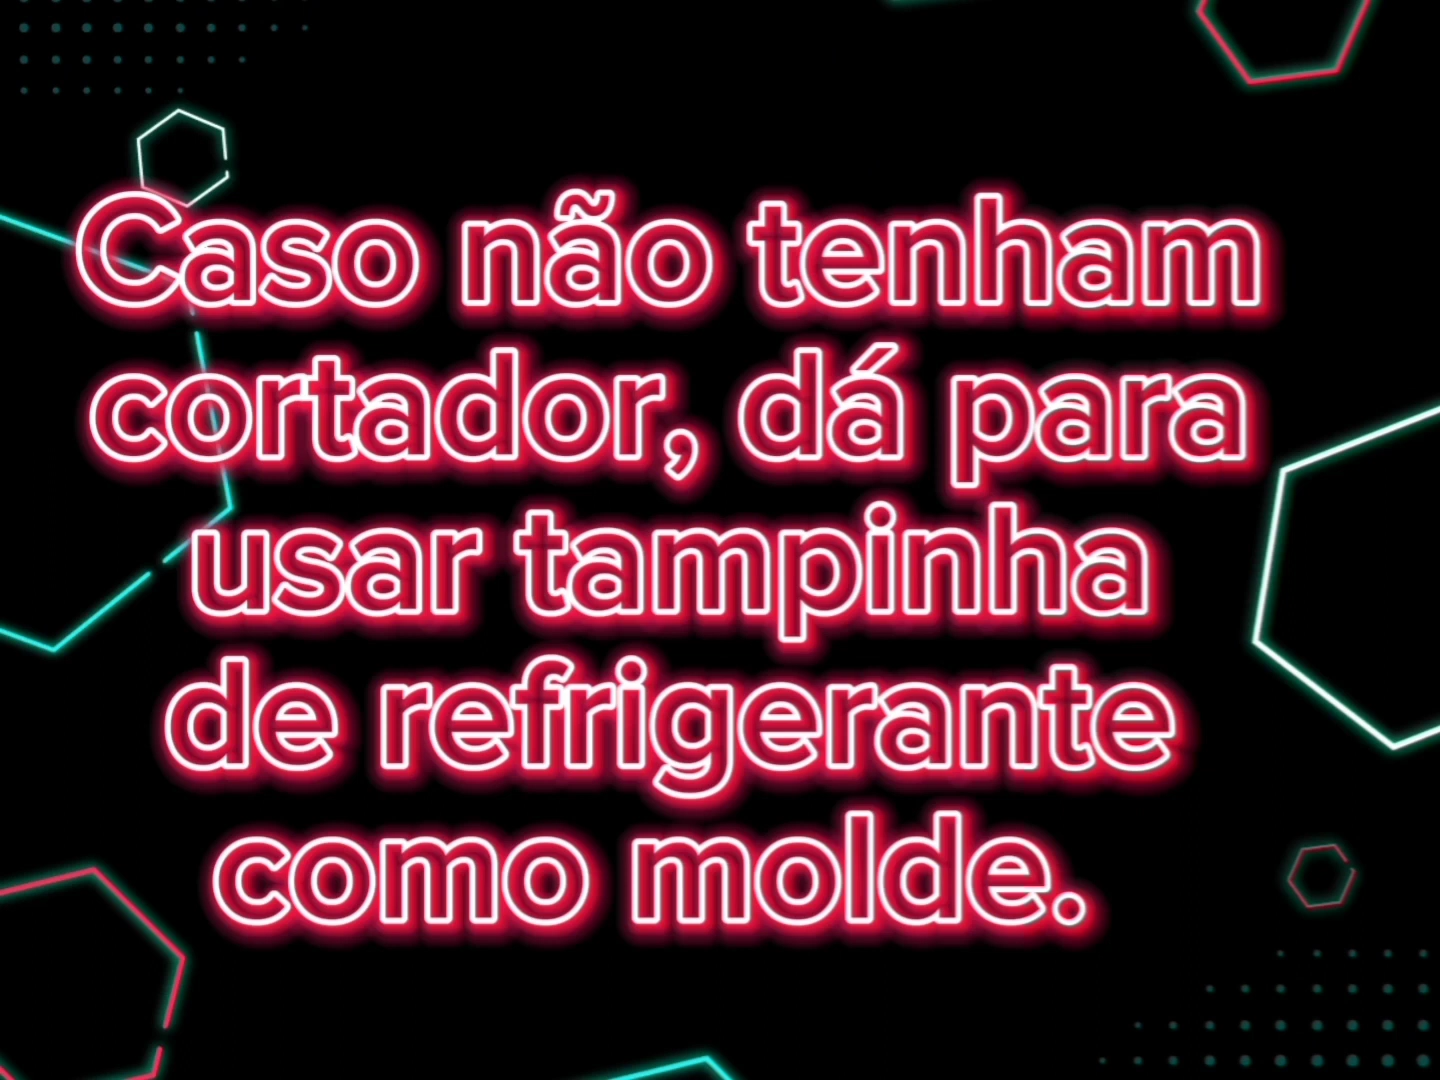 Caso não tenham
cortador, dá para
usar tampinha
de refrigerante
como molde.